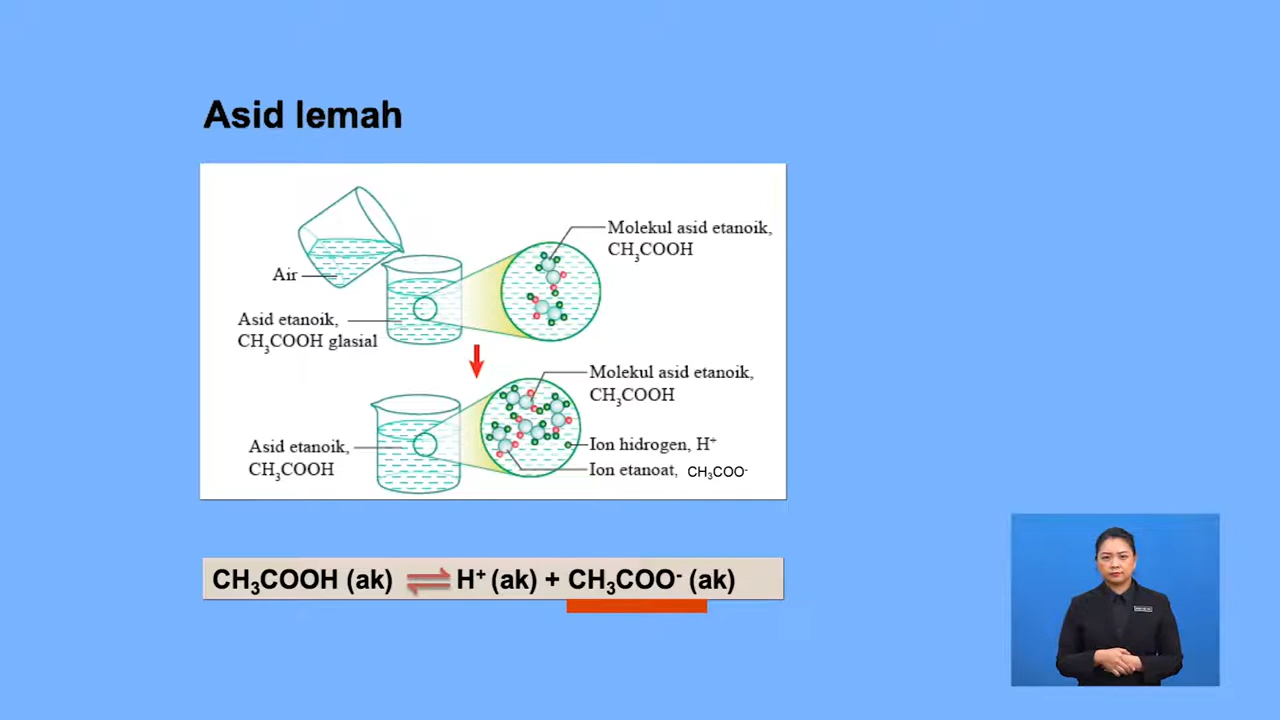 Asid lemah
Molekul asid etanoik,
CH₃COOH
Air
Asid etanoik,
CH₃COOH glasial
Molekul asid etanoik,
CH₃COOH
Asid etanoik,
CH₃COOH
Ion hidrogen, H⁺
Ion etanoat, CH₃COO⁻
CH₃COOH (ak) ⇌ H⁺ (ak) + CH₃COO⁻ (ak)